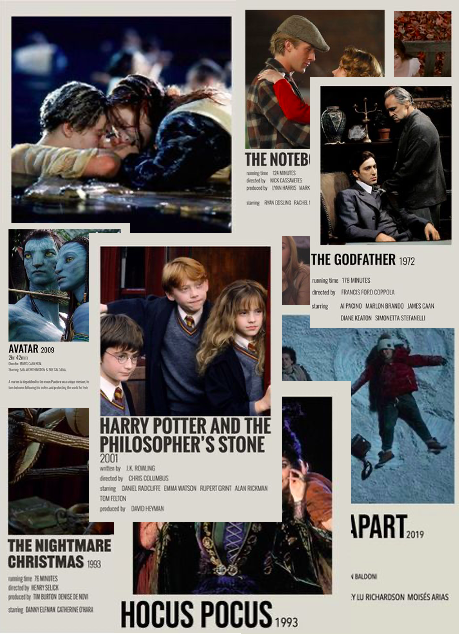 THE NOTEB
running time 124 MINUTES
directed by NICK CASSAVETES
produced by LYNN HARRIS MARK
starring RYAN GOSLING RACHEL
THE GODFATHER 1972
running time 178 MINUTES
directed by FRANCIS FORD COPPOLA
starring Al PACINO MARLON BRANDO JAMES CAAN
DIANE KEATON SIMONETTA STEFANELLI
AVATAR 2009
2hr 42min
HARRY POTTER AND THE
PHILOSOPHER'S STONE
2001
written by J.K. ROWLING
directed by CHRIS COLUMBUS
starring DANIEL RADCLIFFE EMMA WATSON RUPERT GRINT ALAN RICKMAN
TOM FELTON
produced by DAVID HEYMAN
APART 2019
N BALDONI
Y LU RICHARDSON MOISÉS ARIAS
THE NIGHTMARE
CHRISTMAS 1993
running time 76 MINUTES
directed by HENRY SELICK
produced by TIM BURTON DENISE DE NOVI
starring DANNY ELFMAN CATHERINE O'HARA
HOCUS POCUS 1993